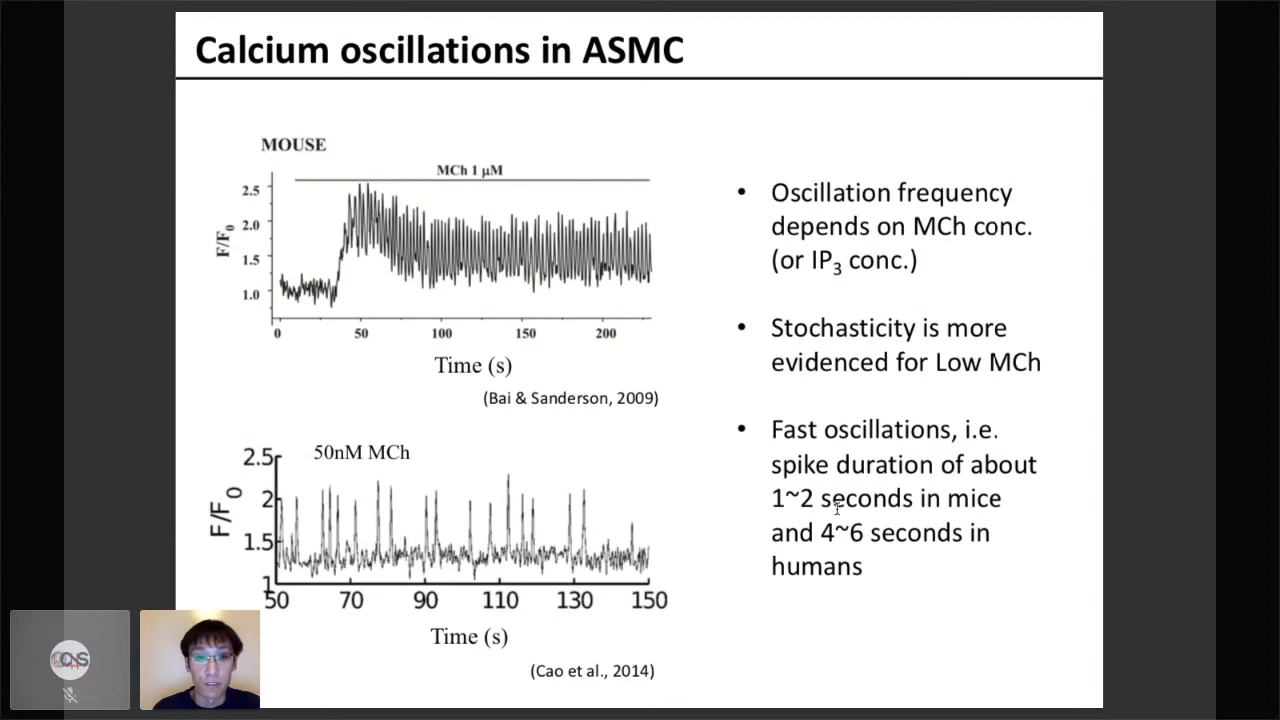 Calcium oscillations in ASMC
MOUSE
MCh 1 μM
2.5
2.0
1.5
1.0
F/F0
0 50 100 150 200
Time (s)
(Bai & Sanderson, 2009)
50nM MCh
2.5
2
1.5
1
F/F0
50 70 90 110 130 150
Time (s)
(Cao et al., 2014)
• Oscillation frequency
depends on MCh conc.
(or IP3 conc.)
• Stochasticity is more
evidenced for Low MCh
• Fast oscillations, i.e.
spike duration of about
1~2 seconds in mice
and 4~6 seconds in
humans